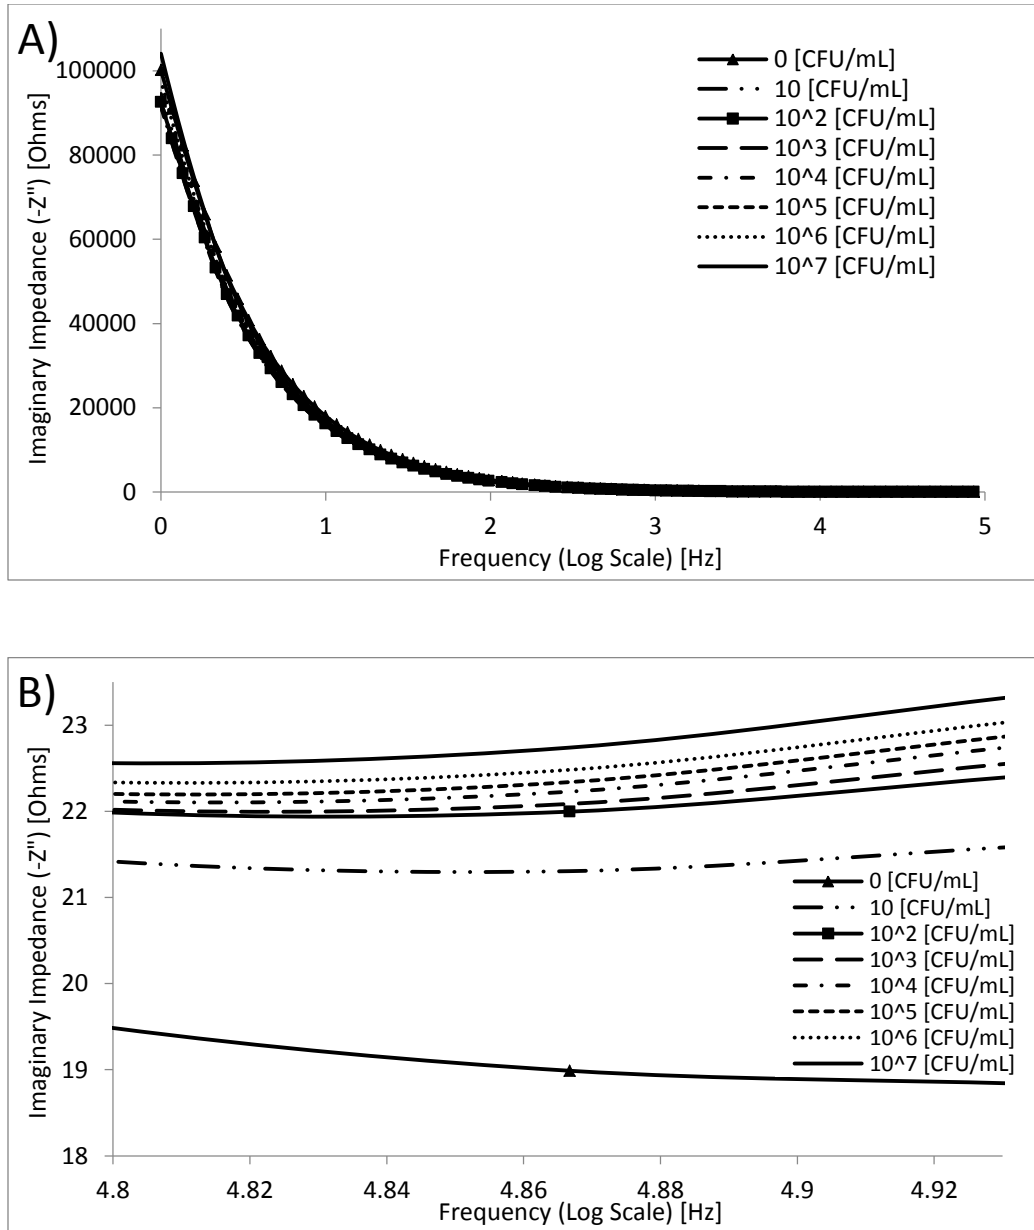 A)
Imaginary Impedance (-Z") [Ohms]
100000
80000
60000
40000
20000
0
0 1 2 3 4 5
Frequency (Log Scale) [Hz]
0 [CFU/mL]
10 [CFU/mL]
10^2 [CFU/mL]
10^3 [CFU/mL]
10^4 [CFU/mL]
10^5 [CFU/mL]
10^6 [CFU/mL]
10^7 [CFU/mL]
B)
Imaginary Impedance (-Z") [Ohms]
23
22
21
20
19
18
4.8 4.82 4.84 4.86 4.88 4.9 4.92
Frequency (Log Scale) [Hz]
0 [CFU/mL]
10 [CFU/mL]
10^2 [CFU/mL]
10^3 [CFU/mL]
10^4 [CFU/mL]
10^5 [CFU/mL]
10^6 [CFU/mL]
10^7 [CFU/mL]